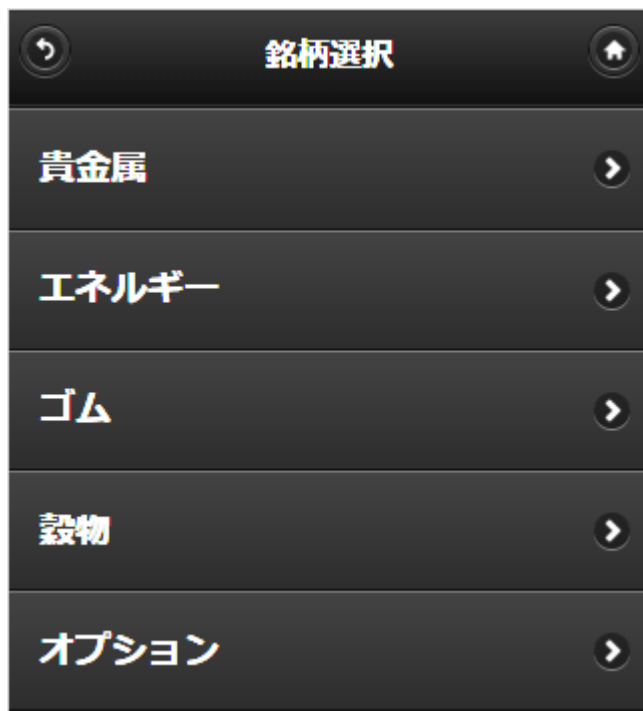 銘柄選択
貴金属
エネルギー
ゴム
穀物
オプション